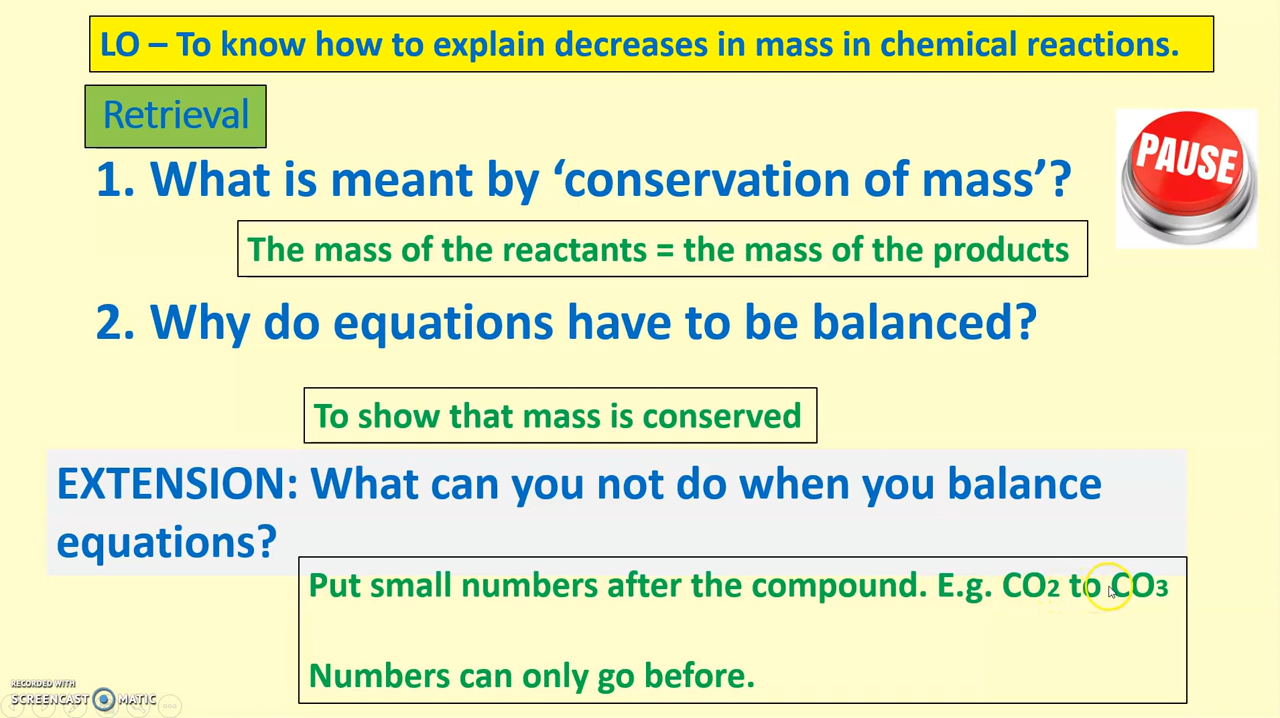 LO – To know how to explain decreases in mass in chemical reactions.
Retrieval
PAUSE
1. What is meant by ‘conservation of mass’?
The mass of the reactants = the mass of the products
2. Why do equations have to be balanced?
To show that mass is conserved
EXTENSION: What can you not do when you balance
equations?
Put small numbers after the compound. E.g. CO2 to CO3
Numbers can only go before.
RECORDED WITH
SCREENCAST MATIC